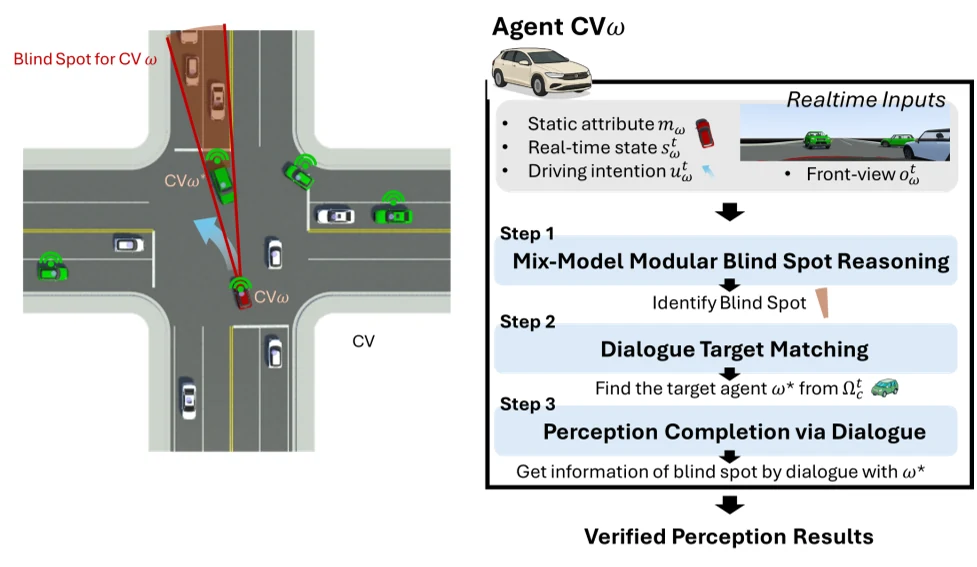 Blind Spot for CV ω
CVω*
CVω
CV
Agent CVω
Realtime Inputs
• Static attribute m_ω
• Real-time state s_ω^t
• Driving intention u_ω^t
• Front-view o_ω^t
Step 1
Mix-Model Modular Blind Spot Reasoning
Identify Blind Spot
Step 2
Dialogue Target Matching
Find the target agent ω* from Ω_c^t
Step 3
Perception Completion via Dialogue
Get information of blind spot by dialogue with ω*
Verified Perception Results